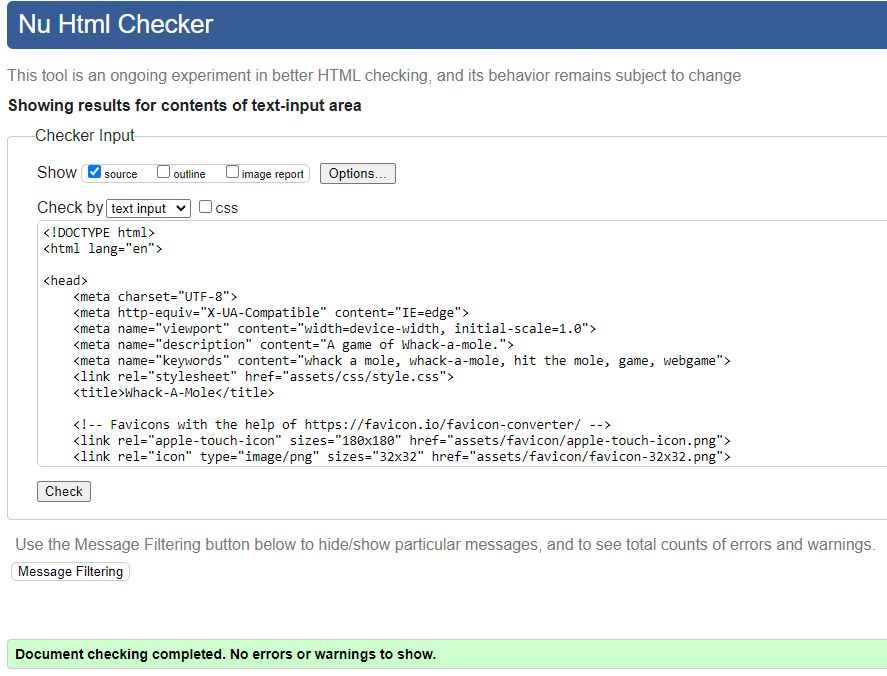 Nu Html Checker
This tool is an ongoing experiment in better HTML checking, and its behavior remains subject to change
Showing results for contents of text-input area
Checker Input
Show source outline image report Options...
Check by text input CSS
<!DOCTYPE html>
<html lang="en">
<head>
<meta charset="UTF-8">
<meta http-equiv="X-UA-Compatible" content="IE=edge">
<meta name="viewport" content="width=device-width, initial-scale=1.0">
<meta name="description" content="A game of Whack-a-mole.">
<meta name="keywords" content="whack a mole, whack-a-mole, hit the mole, game, webgame">
<link rel="stylesheet" href="assets/css/style.css">
<title>Whack-A-Mole</title>
<!-- Favicons with the help of https://favicon.io/favicon-converter/ -->
<link rel="apple-touch-icon" sizes="180x180" href="assets/favicon/apple-touch-icon.png">
<link rel="icon" type="image/png" sizes="32x32" href="assets/favicon/favicon-32x32.png">
Check
Use the Message Filtering button below to hide/show particular messages, and to see total counts of errors and warnings.
Message Filtering
Document checking completed. No errors or warnings to show.